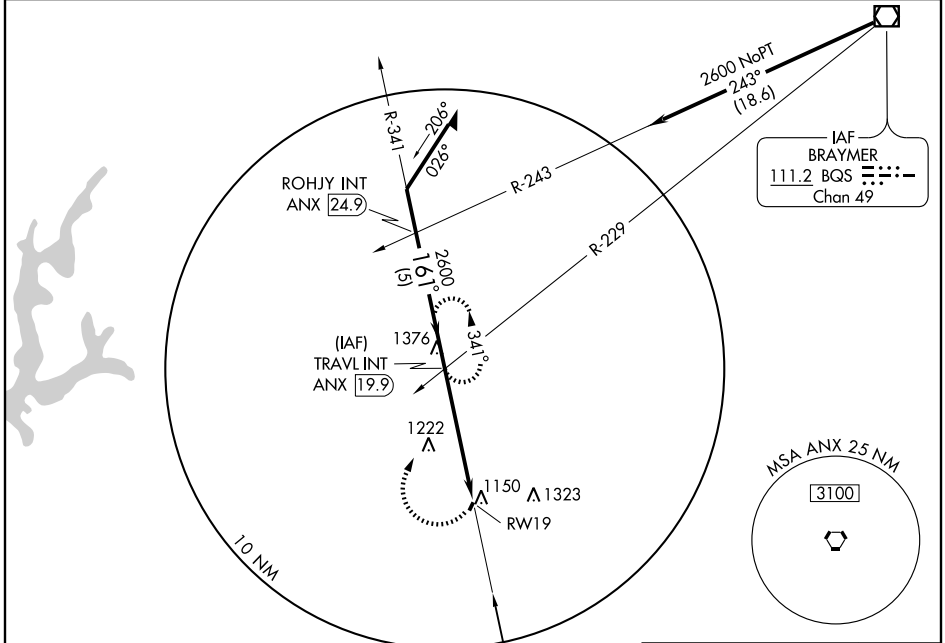 2600 NoPT
243°
(18.6)
IAF
BRAYMER
111.2 BQS
Chan 49
R-341
206°
026°
R-243
R-229
ROHJY INT
ANX 24.9
2600
161°
(5)
341°
1376
(IAF)
TRAVL INT
ANX 19.9
1222
1150
1323
RW19
10 NM
MSA ANX 25 NM
3100